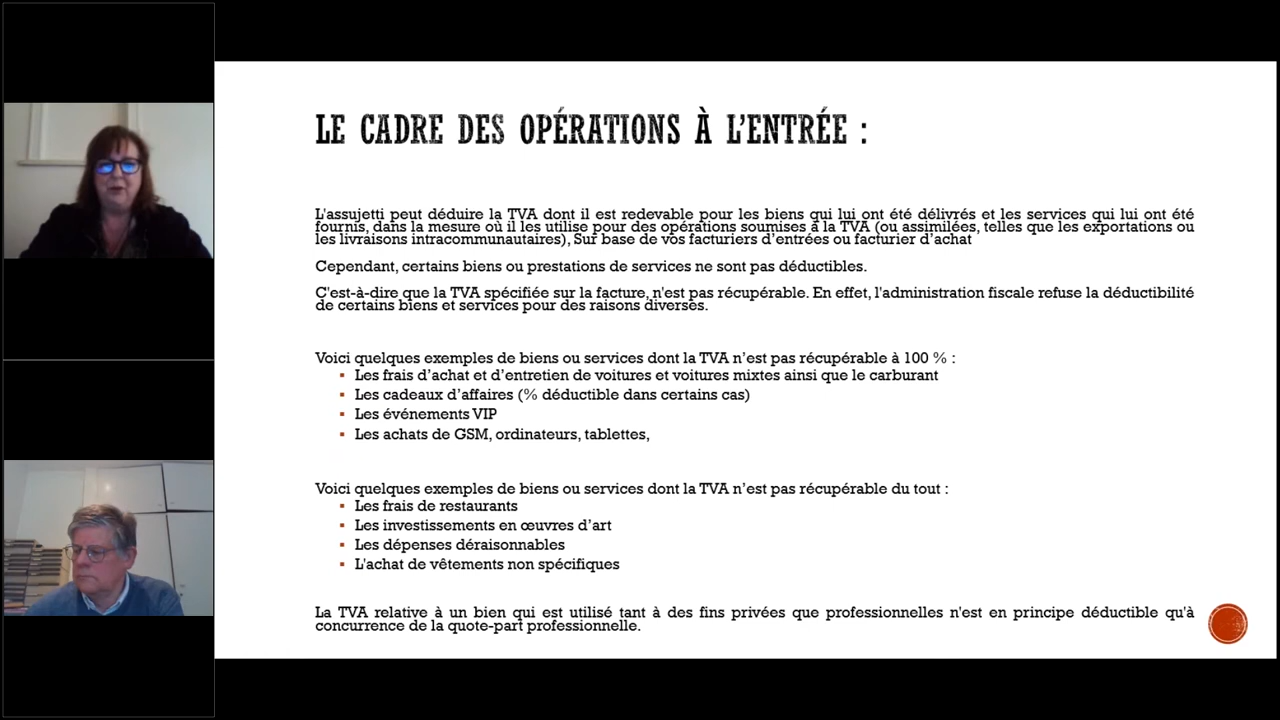 LE CADRE DES OPÉRATIONS À L'ENTRÉE :
L'assujetti peut déduire la TVA dont il est redevable pour les biens qui lui ont été délivrés et les services qui lui ont été
fournis, dans la mesure où il les utilise pour des opérations soumises à la TVA (ou assimilées, telles que les exportations ou
les livraisons intracommunautaires), Sur base de vos facturiers d'entrées ou facturier d'achat
Cependant, certains biens ou prestations de services ne sont pas déductibles.
C'est-à-dire que la TVA spécifiée sur la facture, n'est pas récupérable. En effet, l'administration fiscale refuse la déductibilité
de certains biens et services pour des raisons diverses.
Voici quelques exemples de biens ou services dont la TVA n'est pas récupérable à 100 % :
▪ Les frais d'achat et d'entretien de voitures et voitures mixtes ainsi que le carburant
▪ Les cadeaux d'affaires (% déductible dans certains cas)
▪ Les événements VIP
▪ Les achats de GSM, ordinateurs, tablettes,
Voici quelques exemples de biens ou services dont la TVA n'est pas récupérable du tout :
▪ Les frais de restaurants
▪ Les investissements en œuvres d'art
▪ Les dépenses déraisonnables
▪ L'achat de vêtements non spécifiques
La TVA relative à un bien qui est utilisé tant à des fins privées que professionnelles n'est en principe déductible qu'à
concurrence de la quote-part professionnelle.